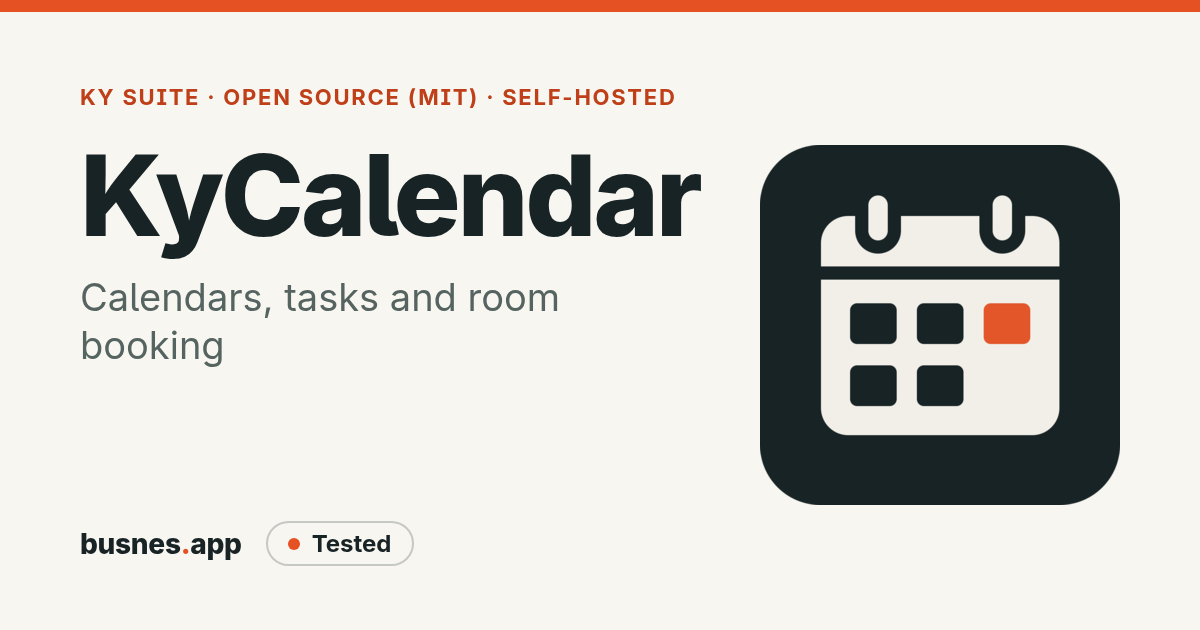 KY SUITE · OPEN SOURCE (MIT) · SELF-HOSTED
KyCalendar
Calendars, tasks and room
booking
busnes.app
Tested